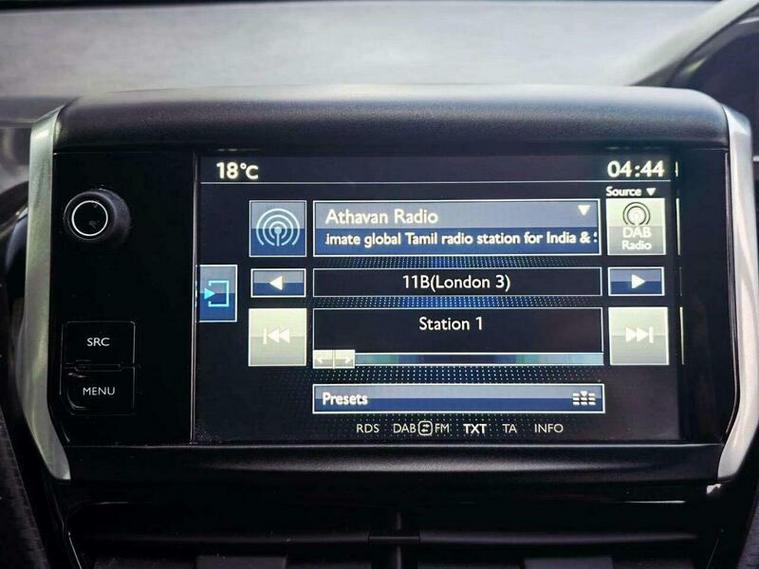 18°C
04:44
Source
Athavan Radio
imate global Tamil radio station for India &
DAB
Radio
11B(London 3)
SRC
Station 1
MENU
Presets
RDS DAB FM TXT TA INFO